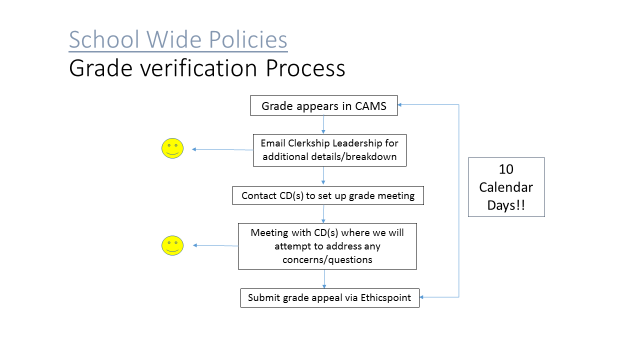 School Wide Policies
Grade verification Process
Grade appears in CAMS
Email Clerkship Leadership for
additional details/breakdown
Contact CD(s) to set up grade meeting
Meeting with CD(s) where we will
attempt to address any
concerns/questions
Submit grade appeal via Ethicspoint
10
Calendar
Days!!